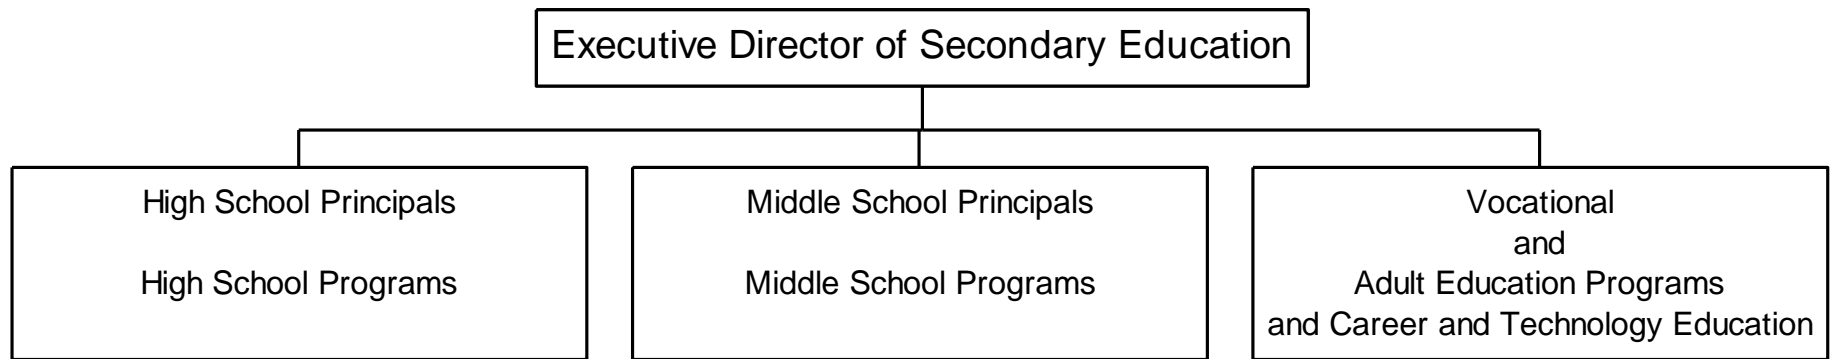 Executive Director of Secondary Education
High School Principals
High School Programs
Middle School Principals
Middle School Programs
Vocational
and
Adult Education Programs
and Career and Technology Education